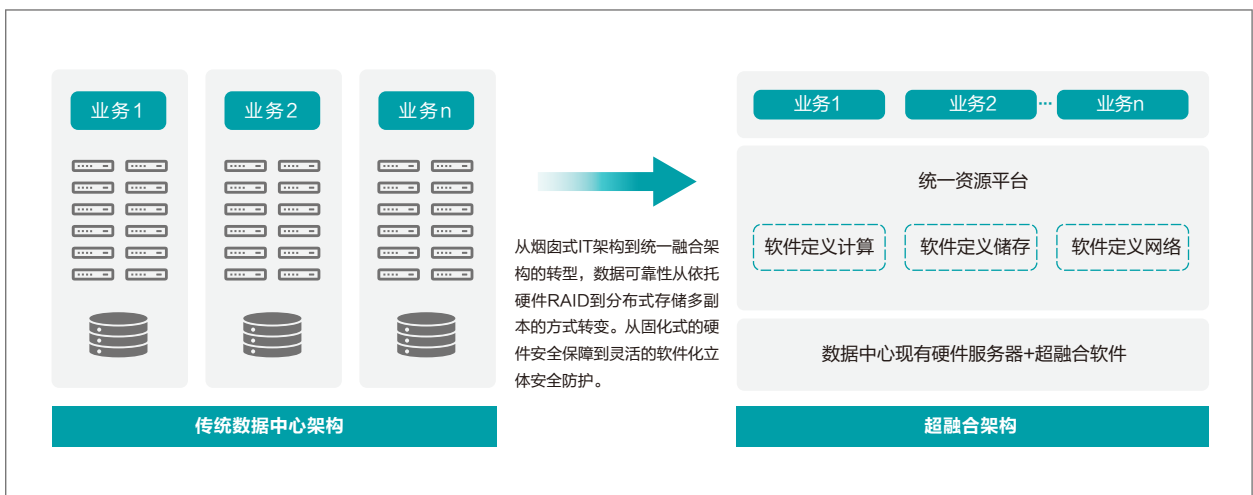 业务1
业务2
业务n
传统数据中心架构
从烟囱式IT架构到统一融合架
构的转型，数据可靠性从依托
硬件RAID到分布式存储多副
本的方式转变。从固化式的硬
件安全保障到灵活的软件化立
体安全防护。
业务1
业务2
...
业务n
统一资源平台
软件定义计算
软件定义储存
软件定义网络
数据中心现有硬件服务器+超融合软件
超融合架构